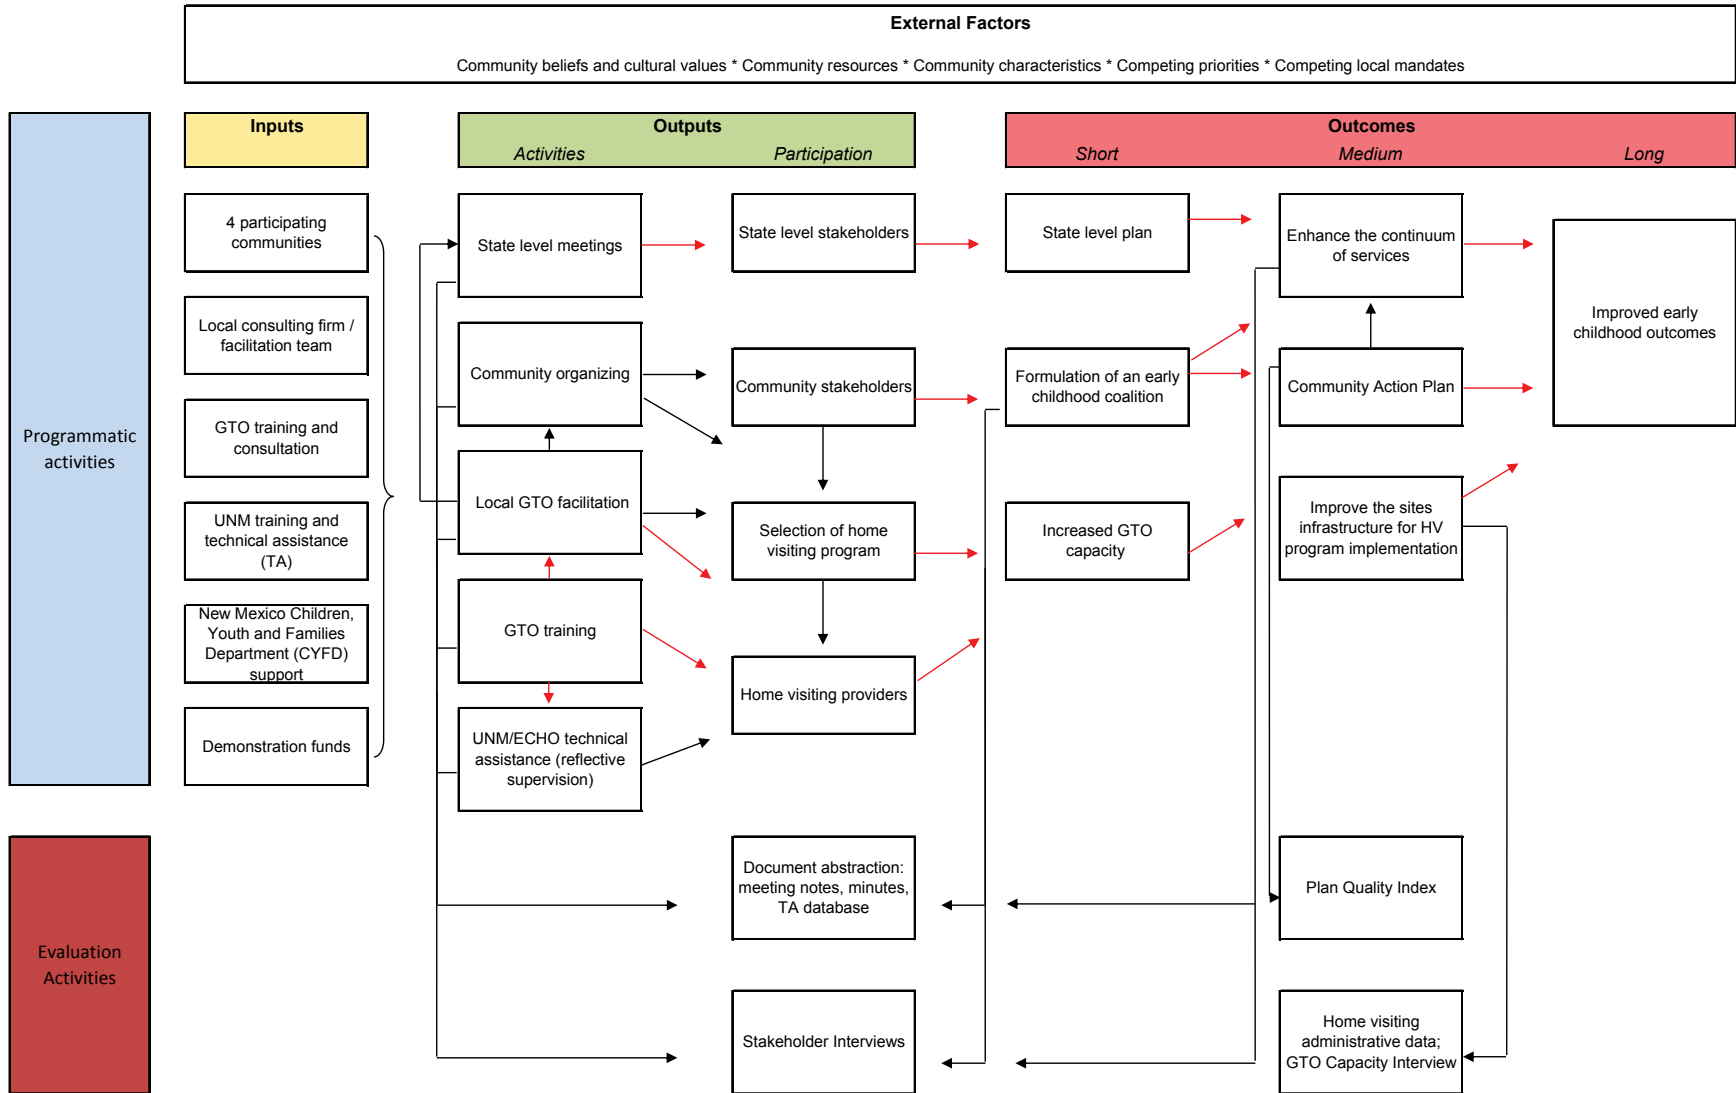 External Factors
Community beliefs and cultural values * Community resources * Community characteristics * Competing priorities * Competing local mandates
Programmatic
activities
Inputs
Outputs
Activities
Participation
Outcomes
Short
Medium
Long
4 participating
communities
Local consulting firm /
facilitation team
GTO training and
consultation
UNM training and
technical assistance
(TA)
New Mexico Children,
Youth and Families
Department (CYFD)
support
Demonstration funds
State level meetings
Community organizing
Local GTO facilitation
GTO training
UNM/ECHO technical
assistance (reflective
supervision)
State level stakeholders
Community stakeholders
Selection of home
visiting program
Home visiting providers
State level plan
Formulation of an early
childhood coalition
Increased GTO
capacity
Enhance the continuum
of services
Community Action Plan
Improve the sites
infrastructure for HV
program implementation
Improved early
childhood outcomes
Evaluation
Activities
Document abstraction:
meeting notes, minutes,
TA database
Stakeholder Interviews
Plan Quality Index
Home visiting
administrative data;
GTO Capacity Interview